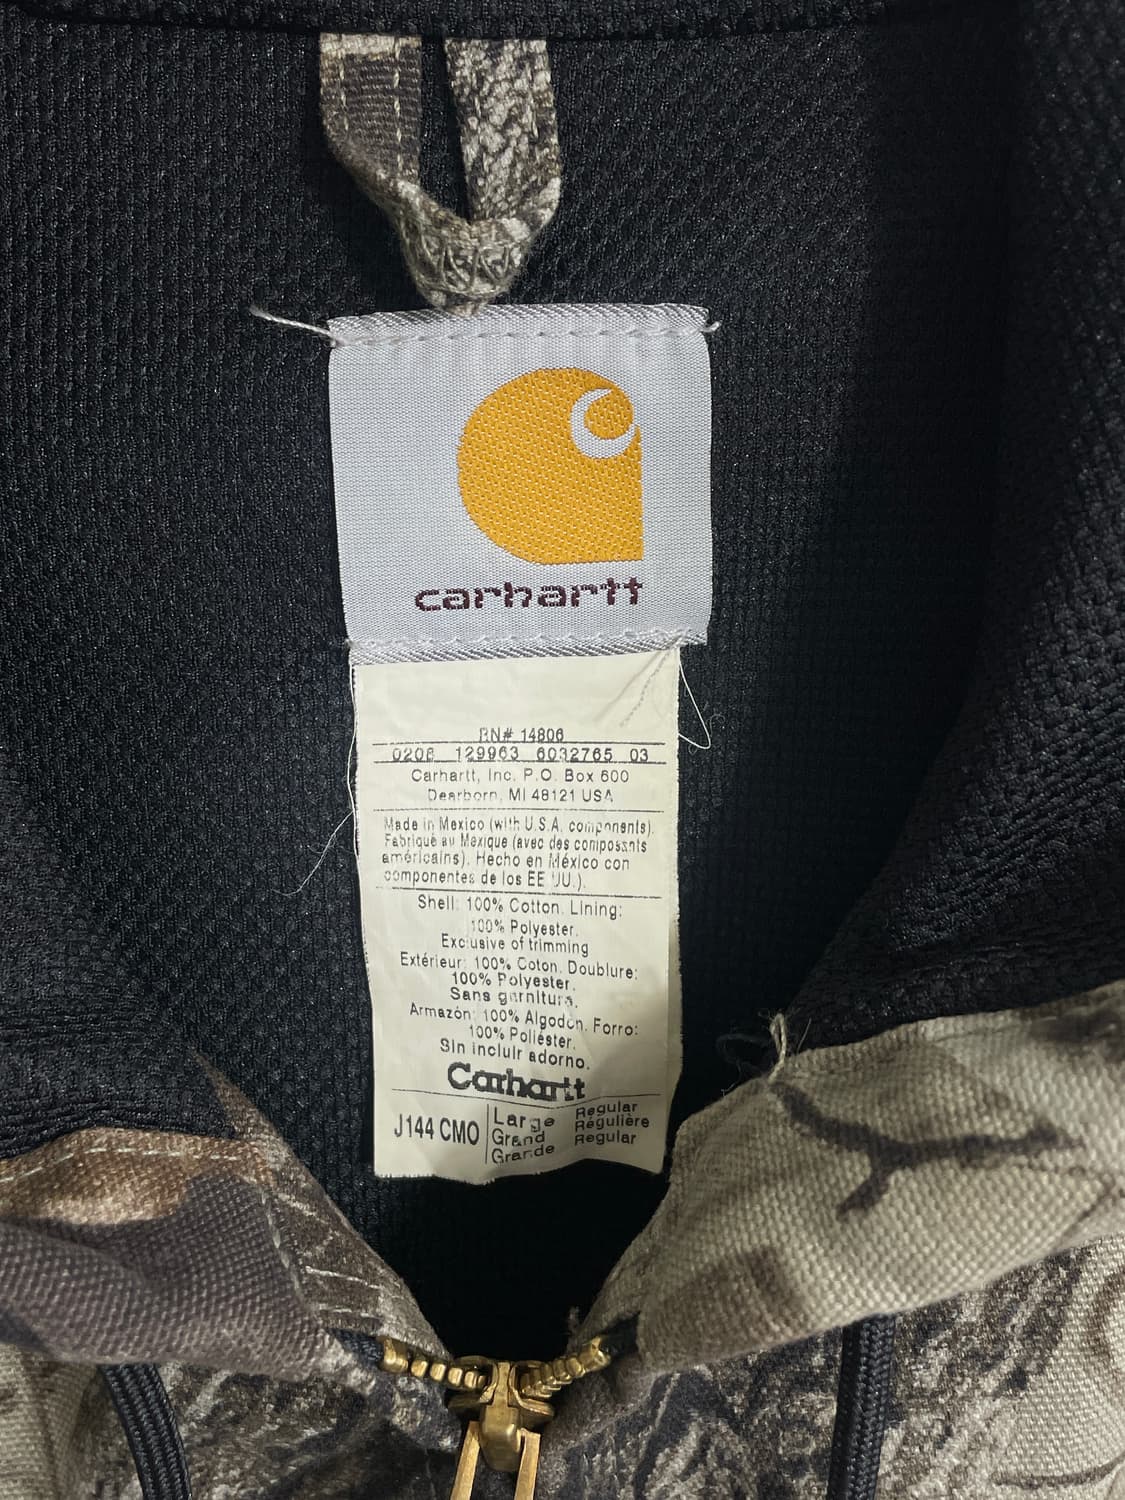 carhartt
RN# 14806
0208 129963 6032765 03
Carhartt, Inc. P.O. Box 600
Dearborn, MI 48121 USA
Made in Mexico (with U.S.A. components).
Fabriqué au Mexique (avec des composants
américains). Hecho en México con
componentes de los EE UU.).
Shell: 100% Cotton. Lining:
100% Polyester.
Exclusive of trimming
Extérieur: 100% Coton. Doublure:
100% Polyester.
Sans garniture.
Armazón: 100% Algodón. Forro:
100% Poliéster.
Sin incluir adorno.
Carhartt
J144 CMO
Large Regular
Grand Régulière
Grande Regular